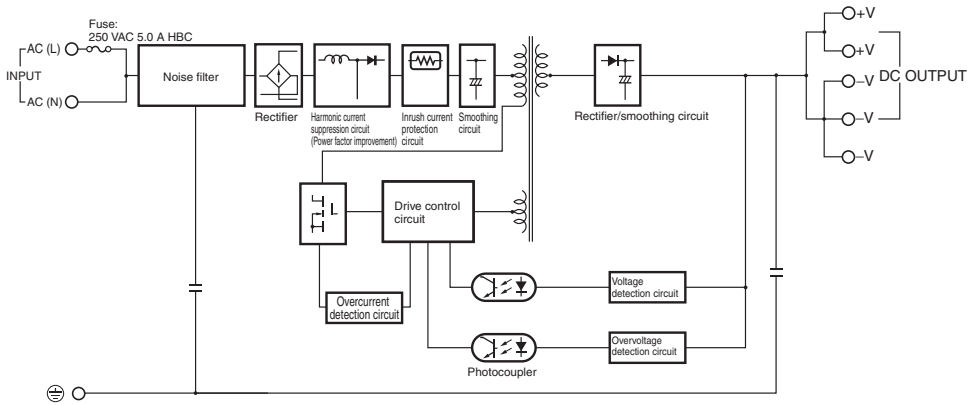 Fuse:
250 VAC 5.0 A HBC
AC (L)
INPUT
AC (N)
Noise filter
Rectifier
Harmonic current
suppression circuit
(Power factor improvement)
Inrush current
protection
circuit
Smoothing
circuit
Rectifier/smoothing circuit
+V
+V
−V
DC OUTPUT
−V
−V
Drive control
circuit
Overcurrent
detection circuit
Voltage
detection circuit
Overvoltage
detection circuit
Photocoupler